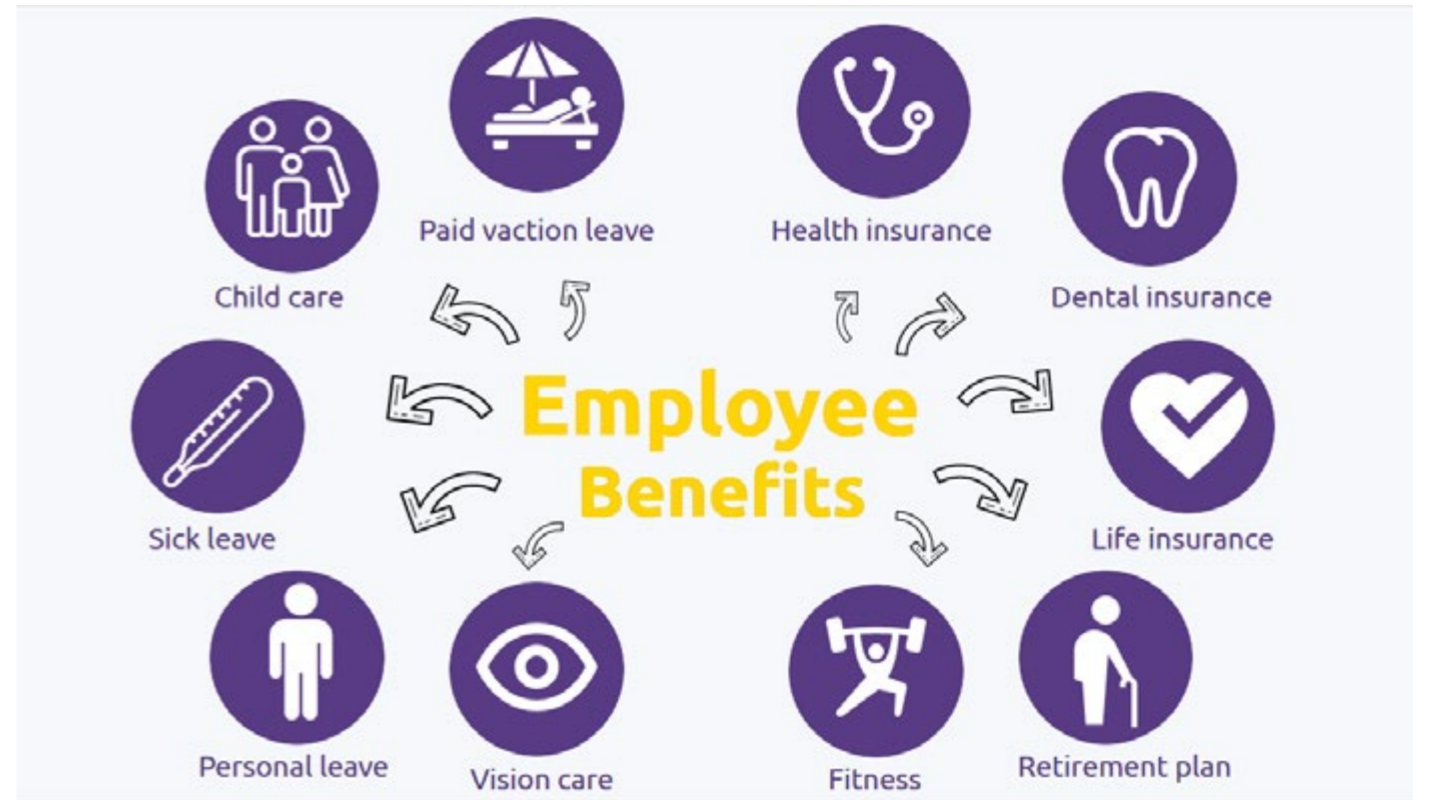 Paid vaction leave
Health insurance
Child care
Dental insurance
Employee
Benefits
Sick leave
Life insurance
Personal leave
Vision care
Fitness
Retirement plan